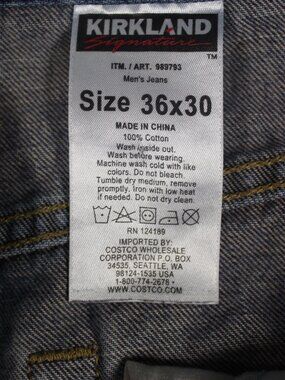 KIRKLAND
Signature
TM
ITM. / ART. 989793
Men's Jeans
Size 36x30
MADE IN CHINA
100% Cotton
Wash inside out.
Wash before wearing.
Machine wash cold with like
colors. Do not bleach.
Tumble dry medium, remove
promptly. Iron with low heat
if needed. Do not dry clean.
RN 124189
IMPORTED BY:
COSTCO WHOLESALE
CORPORATION P.O. BOX
34535, SEATTLE, WA
98124-1535 USA
1-800-774-2678 •
WWW.COSTCO.COM